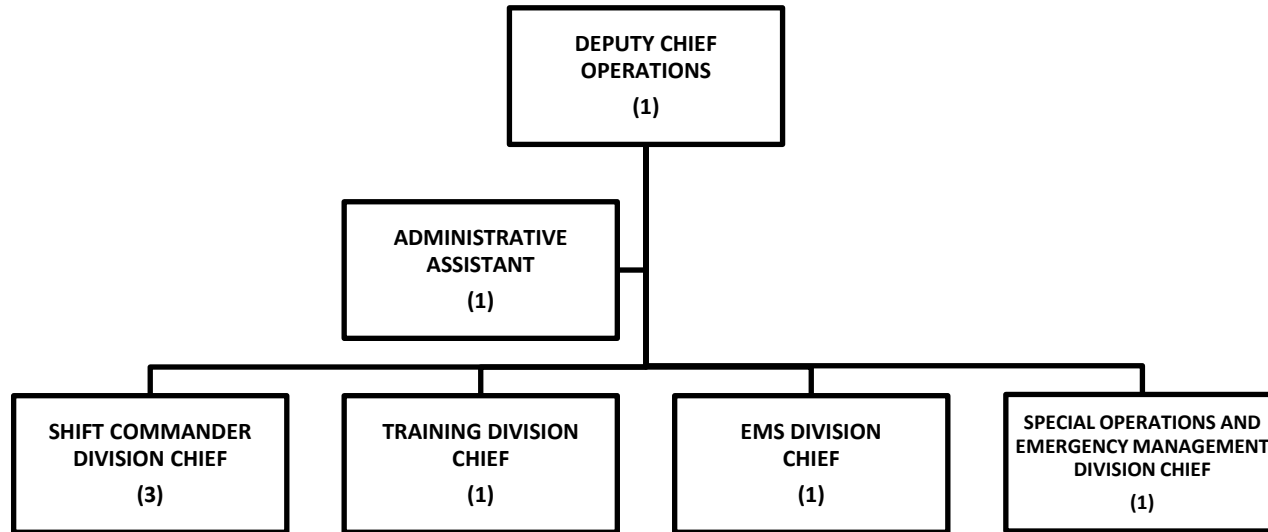 DEPUTY CHIEF
OPERATIONS
(1)
ADMINISTRATIVE
ASSISTANT
(1)
SHIFT COMMANDER
DIVISION CHIEF
(3)
TRAINING DIVISION
CHIEF
(1)
EMS DIVISION
CHIEF
(1)
SPECIAL OPERATIONS AND
EMERGENCY MANAGEMENT
DIVISION CHIEF
(1)